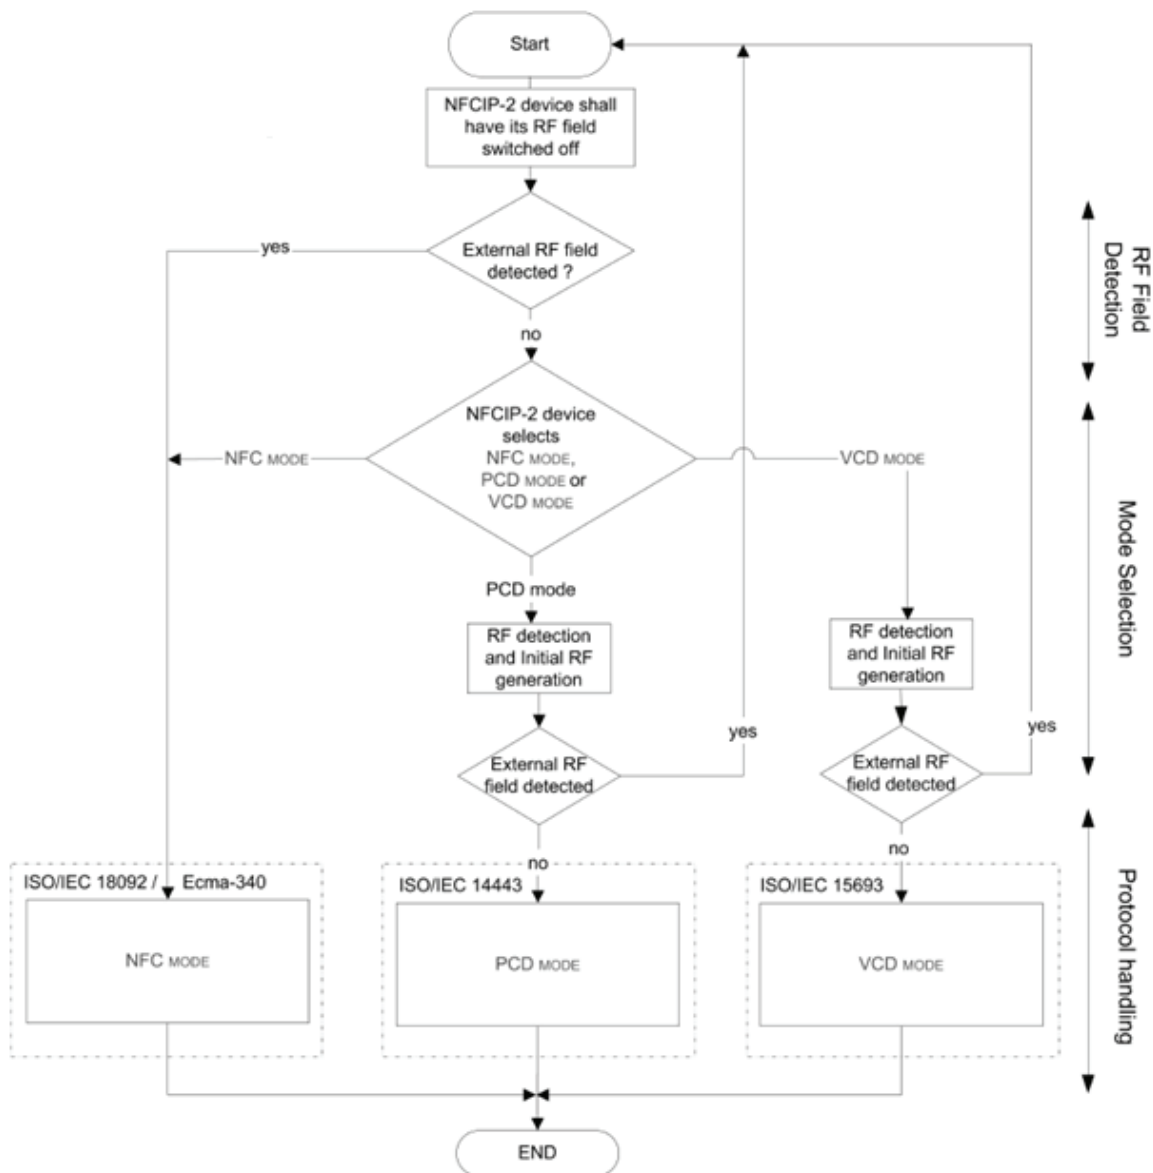 Start
NFCIP-2 device shall
have its RF field
switched off
yes
External RF field
detected ?
RF Field
Detection
no
NFCIP-2 device
selects
NFC MODE,
PCD MODE or
VCD MODE
NFC MODE
VCD MODE
Mode Selection
PCD mode
RF detection
and Initial RF
generation
RF detection
and Initial RF
generation
yes
yes
External RF
field detected
External RF
field detected
no
no
ISO/IEC 18092 / Ecma-340
ISO/IEC 14443
ISO/IEC 15693
NFC MODE
PCD MODE
VCD MODE
Protocol handling
END